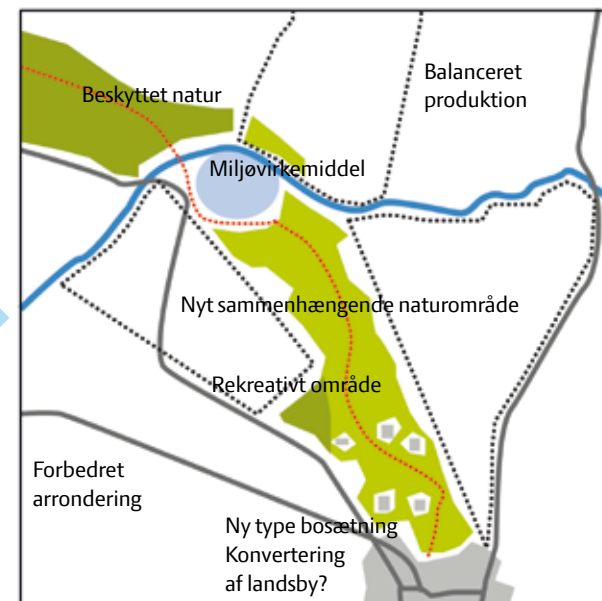 Balanceret
produktion
Beskyttet natur
Miljøvirkemiddel
Nyt sammenhængende naturområde
Rekreativt område
Forbedret
arrondering
Ny type bosætning
Konvertering
af landsby?